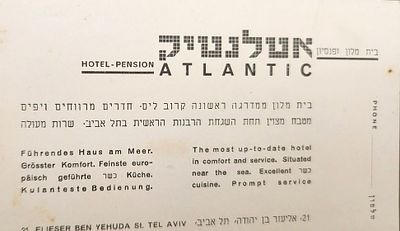 אטלנטיק
בית מלון ופנסיון
HOTEL-PENSION
ATLANTiC
בית מלון ממדרגה ראשונה קרוב לים. חדרים מרווחים ויפים
מטבח מצוין תחת השגחת הרבנות הראשית בתל אביב. שרות מעולה
Führendes Haus am Meer.
Grösster Komfort. Feinste euro-
päisch geführte כשר Küche.
Kulanteste Bedienung.
The most up-to-date hotel
in comfort and service. Situated
near the sea. Excellent כשר
cuisine. Prompt service
21 ELIESER BEN YEHUDA St. TEL AVIV
21 אליעזר בן יהודה, תל אביב
PHONE
טלפון